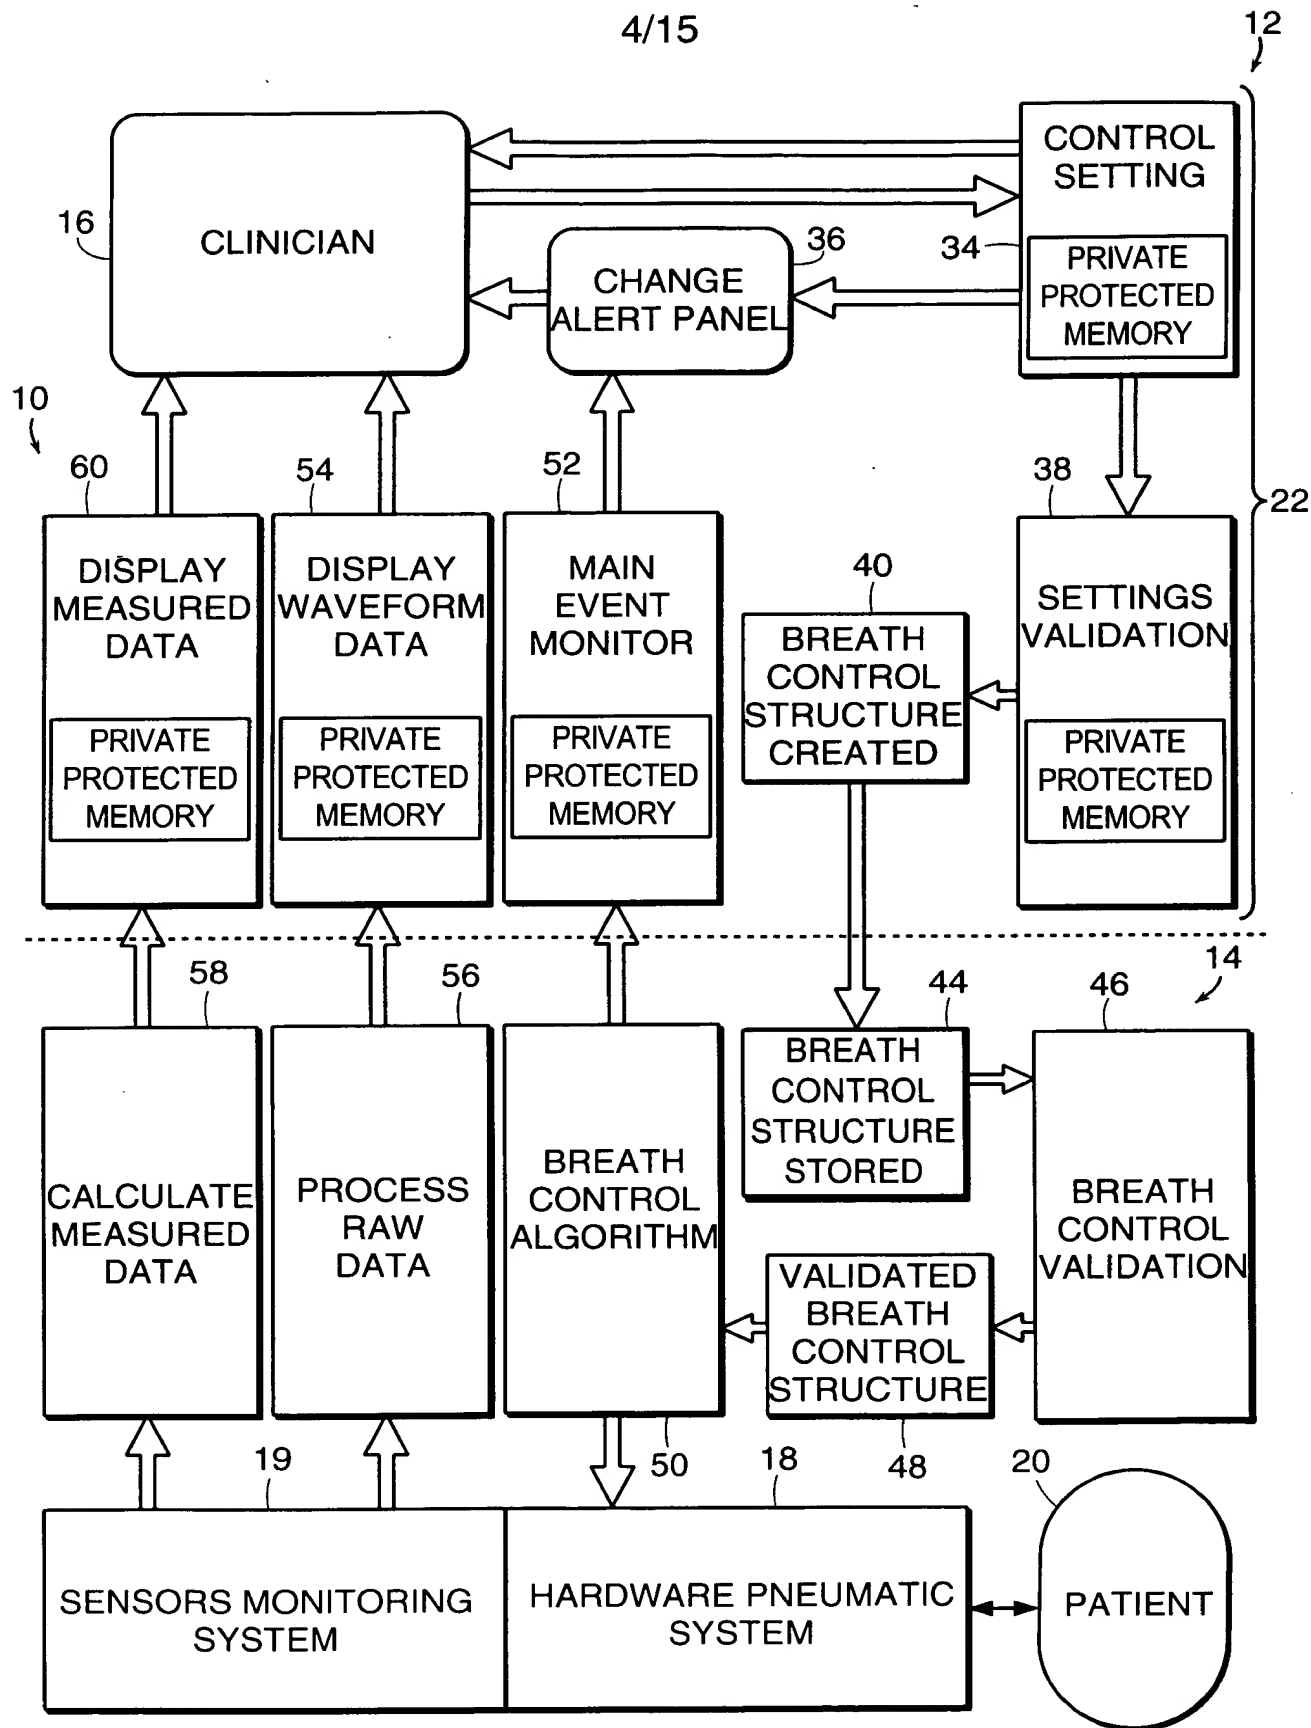 4/15
12
CONTROL
SETTING
16
CLINICIAN
36
34
CHANGE
ALERT PANEL
PRIVATE
PROTECTED
MEMORY
10
60
54
52
38
22
DISPLAY
MEASURED
DATA
DISPLAY
WAVEFORM
DATA
MAIN
EVENT
MONITOR
40
SETTINGS
VALIDATION
BREATH
CONTROL
STRUCTURE
CREATED
PRIVATE
PROTECTED
MEMORY
PRIVATE
PROTECTED
MEMORY
PRIVATE
PROTECTED
MEMORY
PRIVATE
PROTECTED
MEMORY
58
56
44
46
14
BREATH
CONTROL
STRUCTURE
STORED
CALCULATE
MEASURED
DATA
PROCESS
RAW
DATA
BREATH
CONTROL
ALGORITHM
BREATH
CONTROL
VALIDATION
VALIDATED
BREATH
CONTROL
STRUCTURE
19
50
18
48
20
SENSORS MONITORING
SYSTEM
HARDWARE PNEUMATIC
SYSTEM
PATIENT